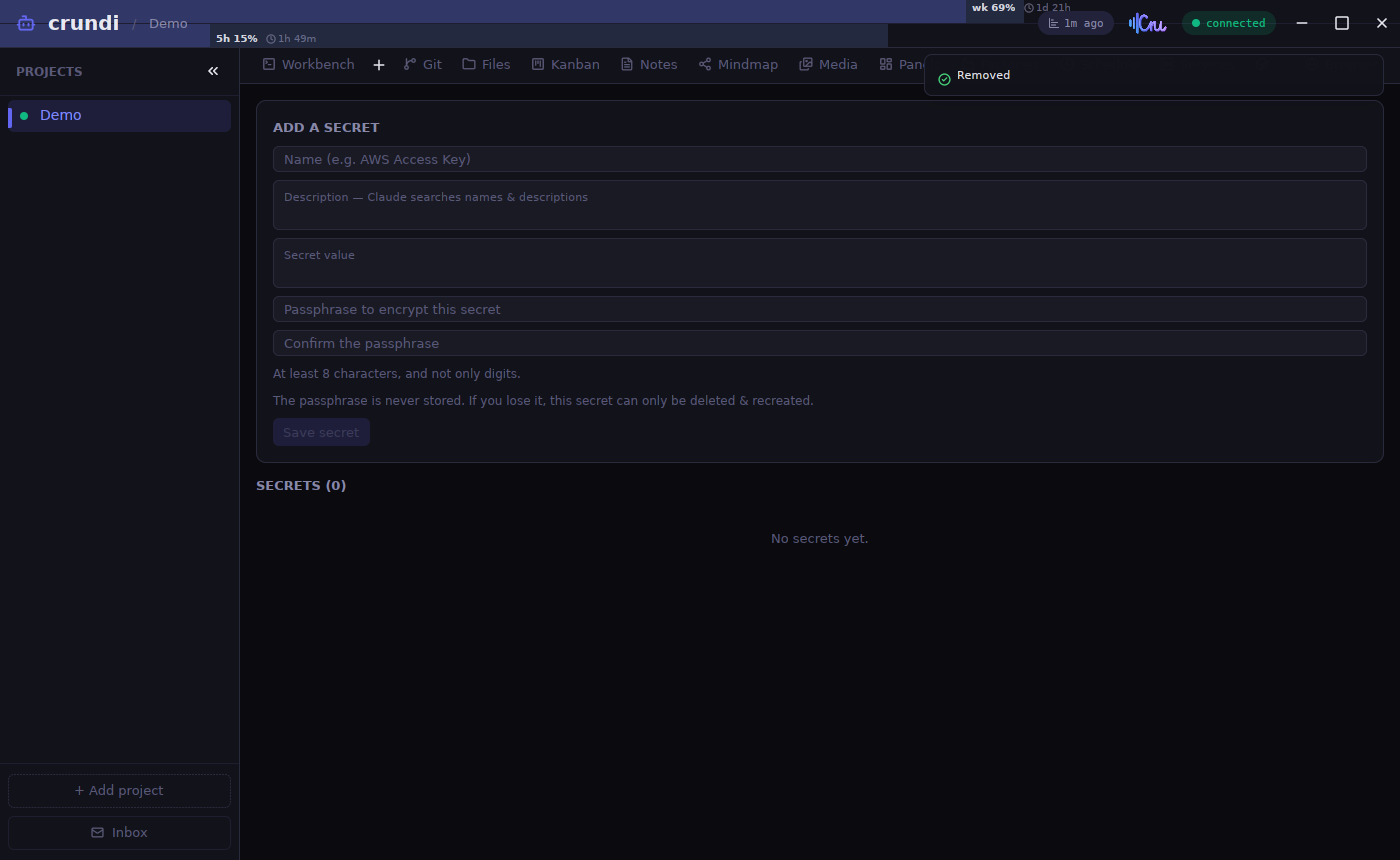 crundi / Demo
wk 69% 1d 21h
5h 15% 1h 49m
1m ago
Cru
connected
PROJECTS
Workbench
Git
Files
Kanban
Notes
Mindmap
Media
Removed
Demo
ADD A SECRET
Name (e.g. AWS Access Key)
Description — Claude searches names & descriptions
Secret value
Passphrase to encrypt this secret
Confirm the passphrase
At least 8 characters, and not only digits.
The passphrase is never stored. If you lose it, this secret can only be deleted & recreated.
Save secret
SECRETS (0)
No secrets yet.
+ Add project
Inbox